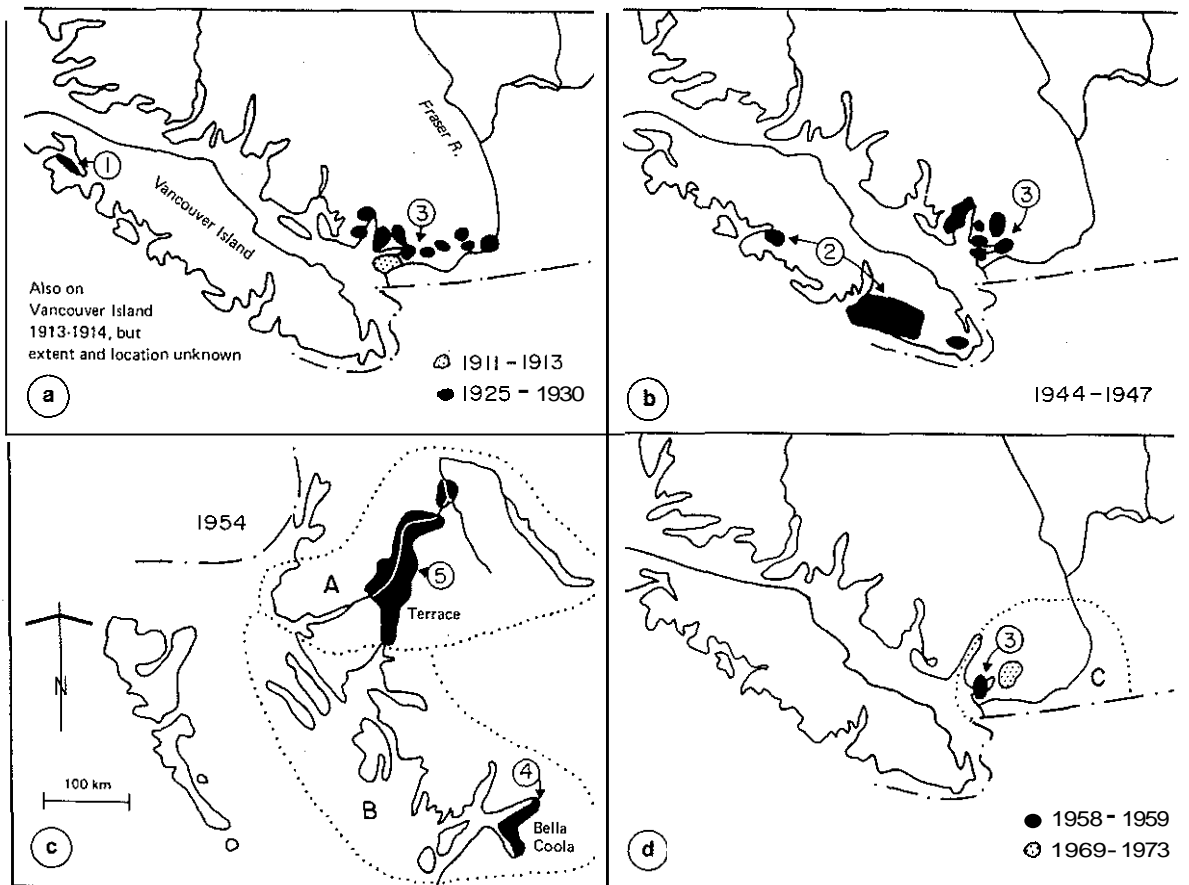 Fraser R.
1
Vancouver Island
3
Also on
Vancouver Island
1913-1914, but
extent and location unknown
1911-1913
1925-1930
a
3
2
b
1944-1947
1954
A
5
Terrace
N
100 km
B
4
Bella
Coola
c
3
C
1958-1959
1969-1973
d